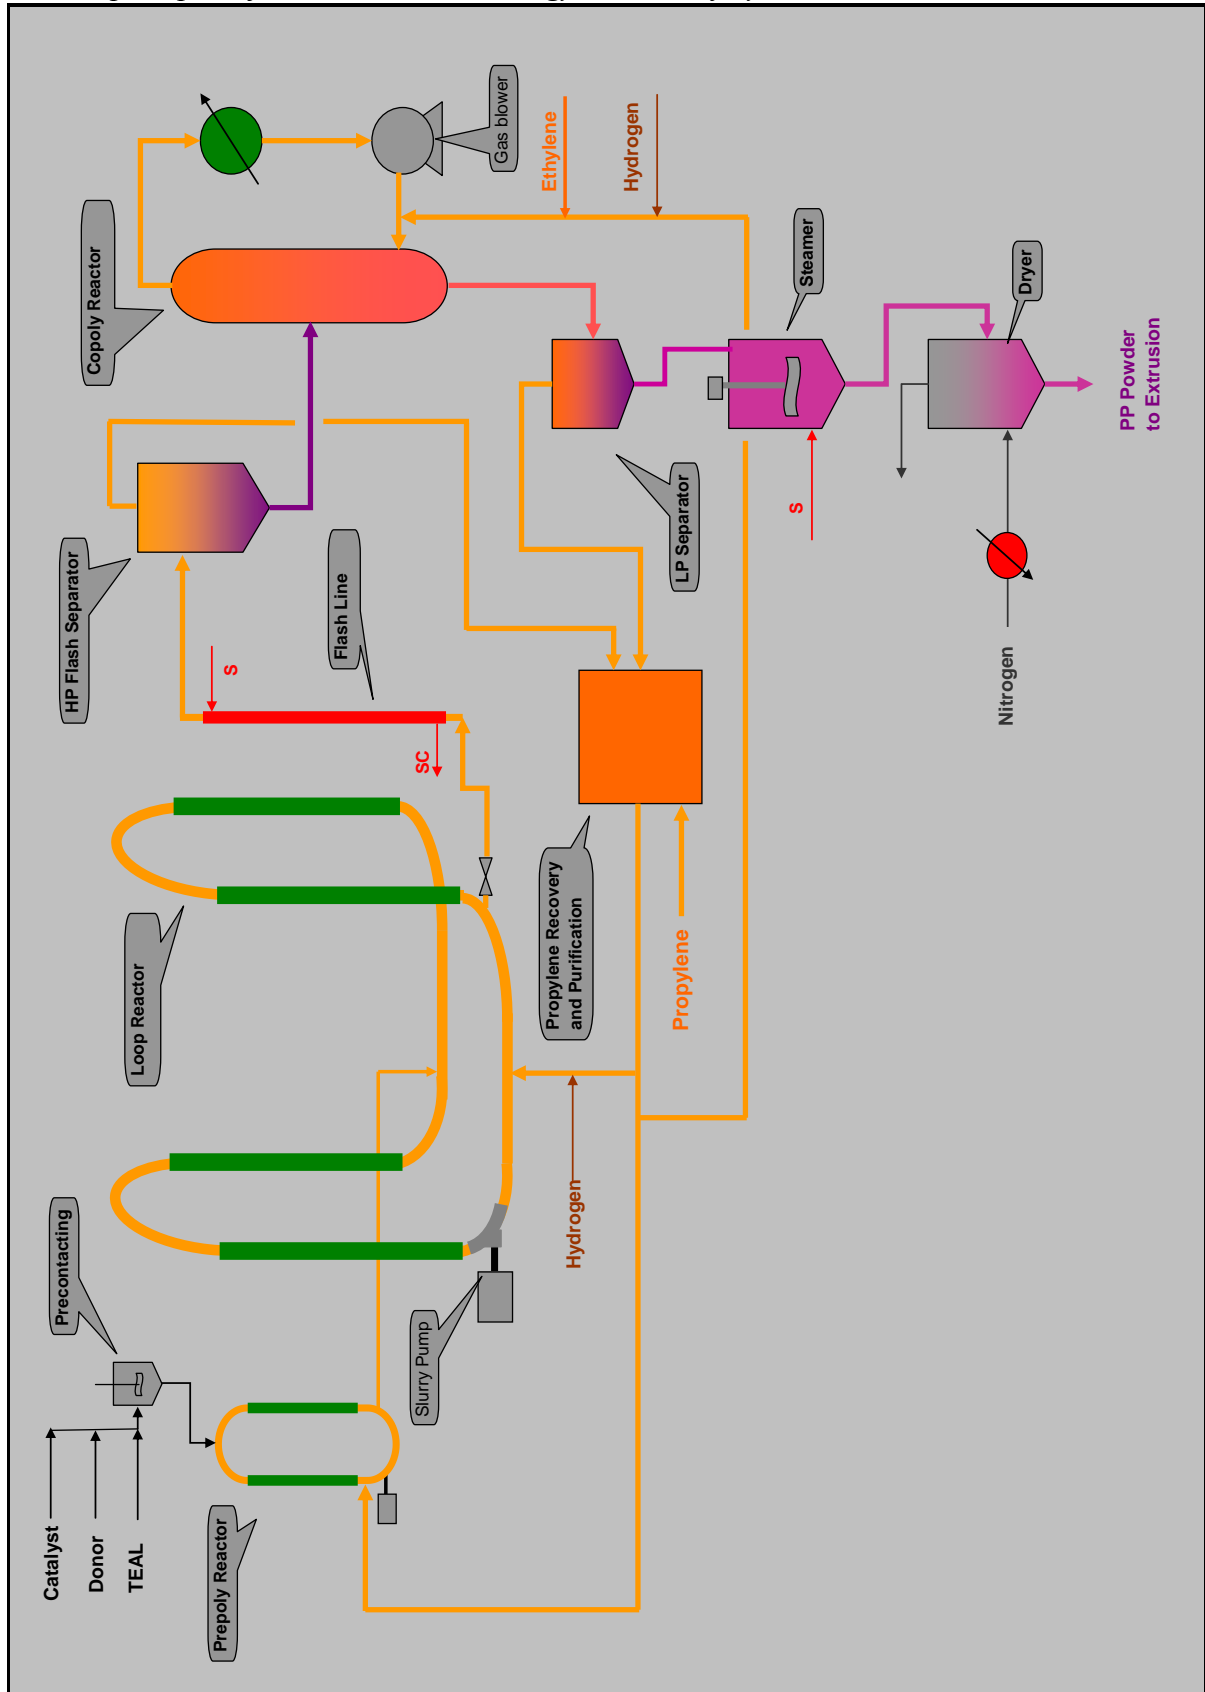 Catalyst
Donor
TEAL
Precontacting
Prepoly Reactor
Slurry Pump
Loop Reactor
Hydrogen
Propylene Recovery
and Purification
Propylene
Flash Line
S
SC
HP Flash Separator
Copoly Reactor
Gas blower
Ethylene
Hydrogen
LP Separator
Steamer
S
Dryer
Nitrogen
PP Powder
to Extrusion